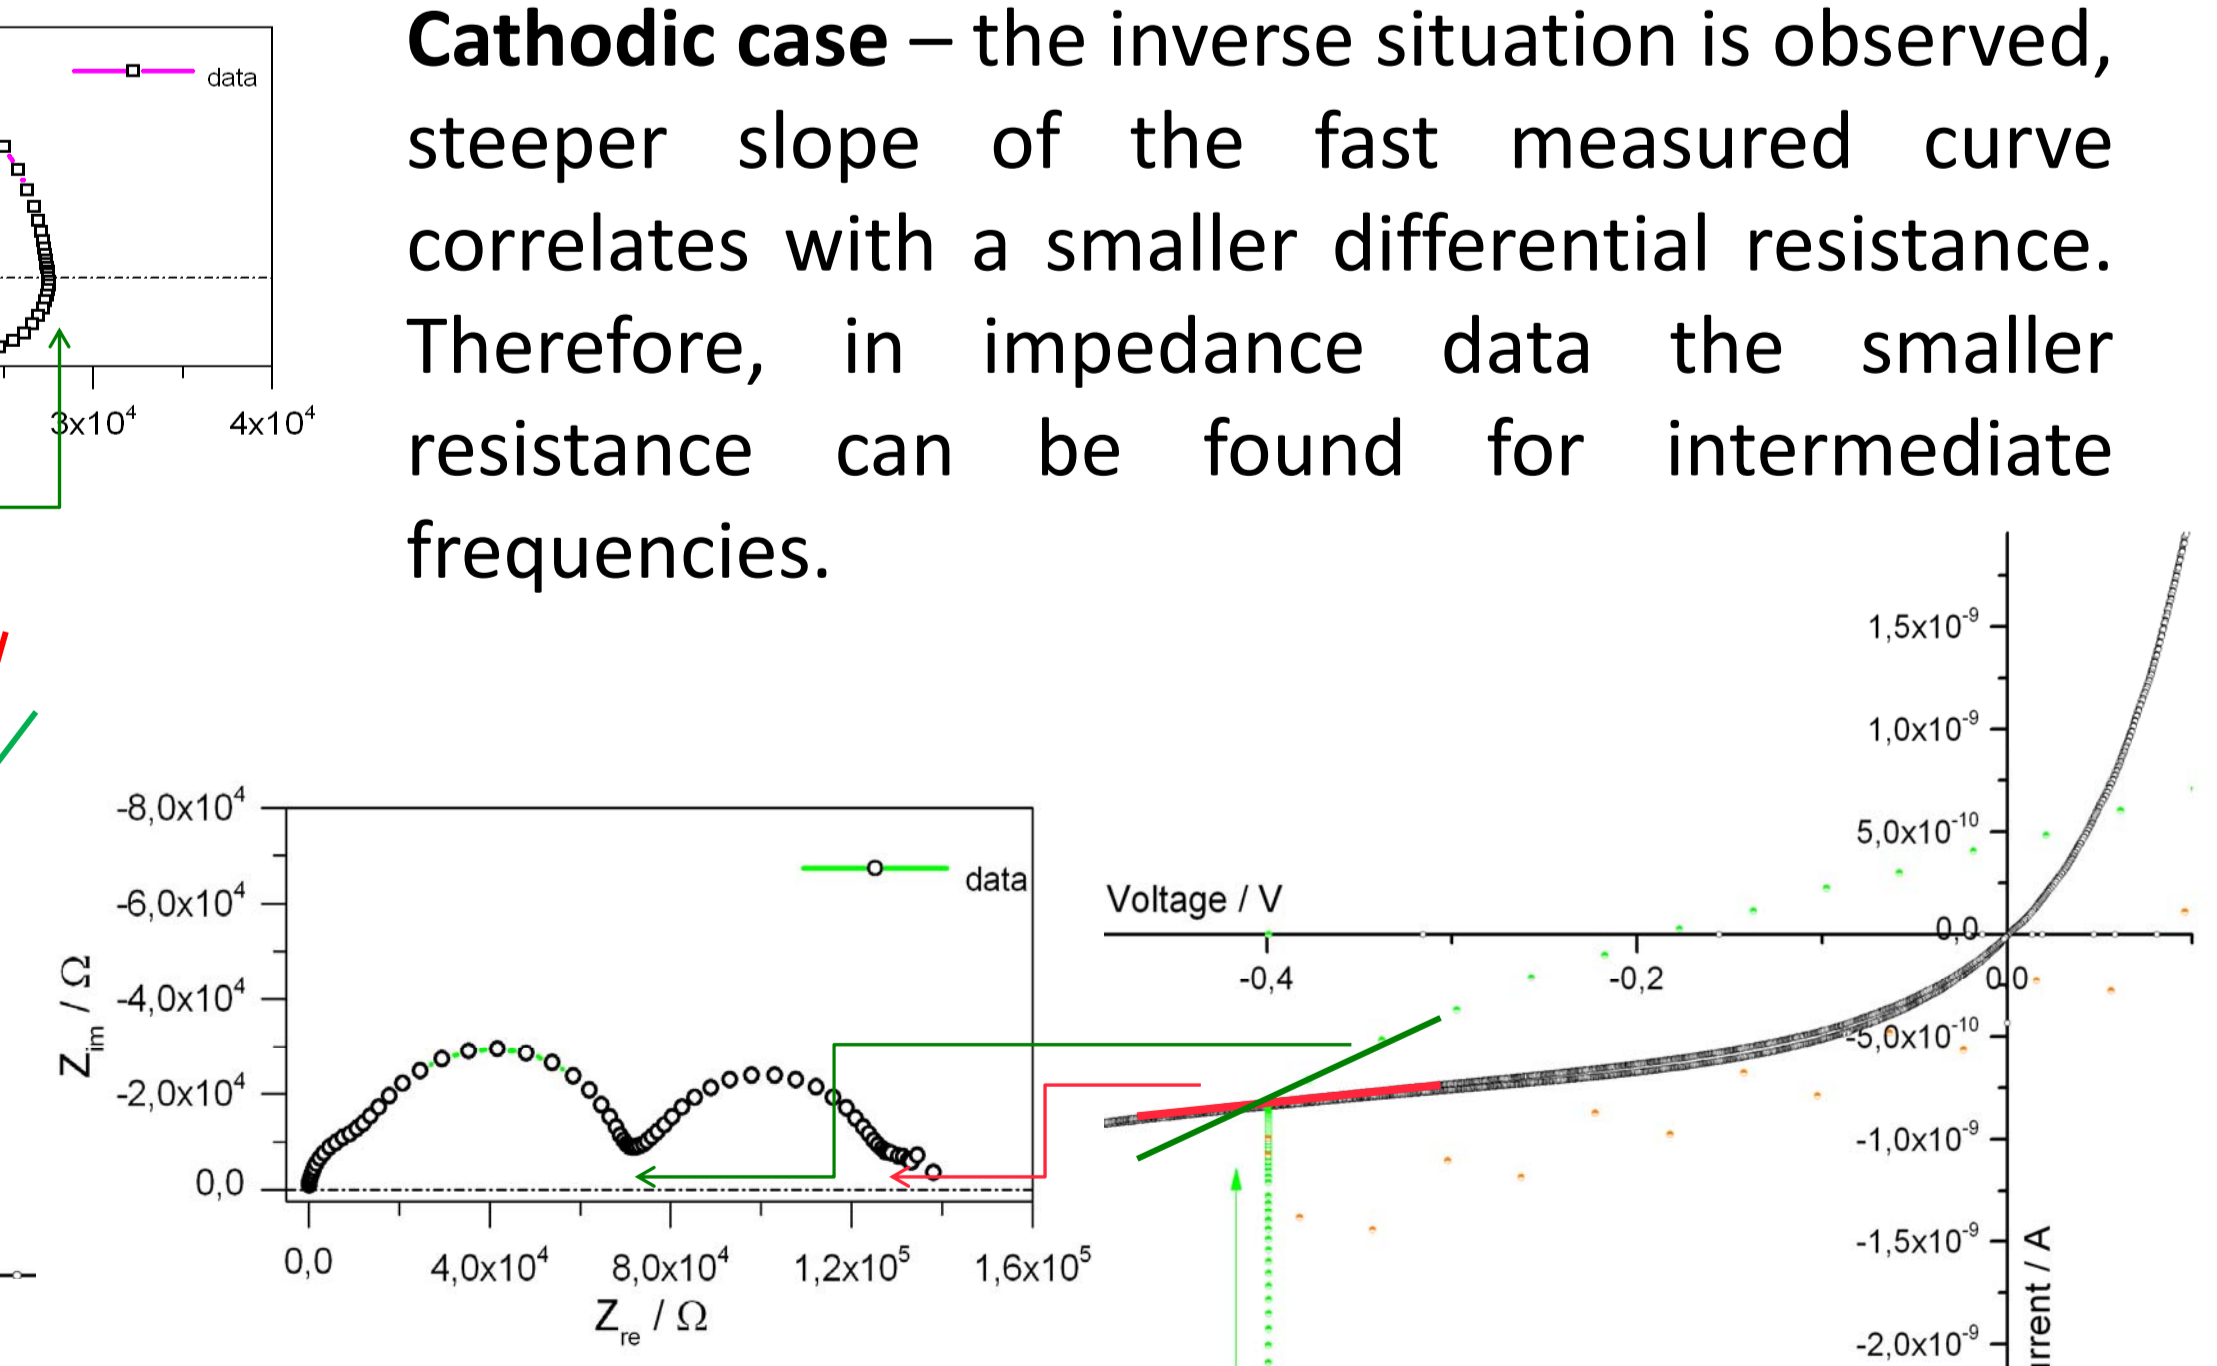 data
3x10⁴
4x10⁴
Cathodic case – the inverse situation is observed,
steeper slope of the fast measured curve
correlates with a smaller differential resistance.
Therefore, in impedance data the smaller
resistance can be found for intermediate
frequencies.
-8,0x10⁴
-6,0x10⁴
-4,0x10⁴
-2,0x10⁴
0,0
Zim / Ω
data
0,0
4,0x10⁴
8,0x10⁴
1,2x10⁵
1,6x10⁵
Zre / Ω
Voltage / V
-0,4
-0,2
0,0
1,5x10⁻⁹
1,0x10⁻⁹
5,0x10⁻¹⁰
0,0
-5,0x10⁻¹⁰
-1,0x10⁻⁹
-1,5x10⁻⁹
-2,0x10⁻⁹
urrent / A